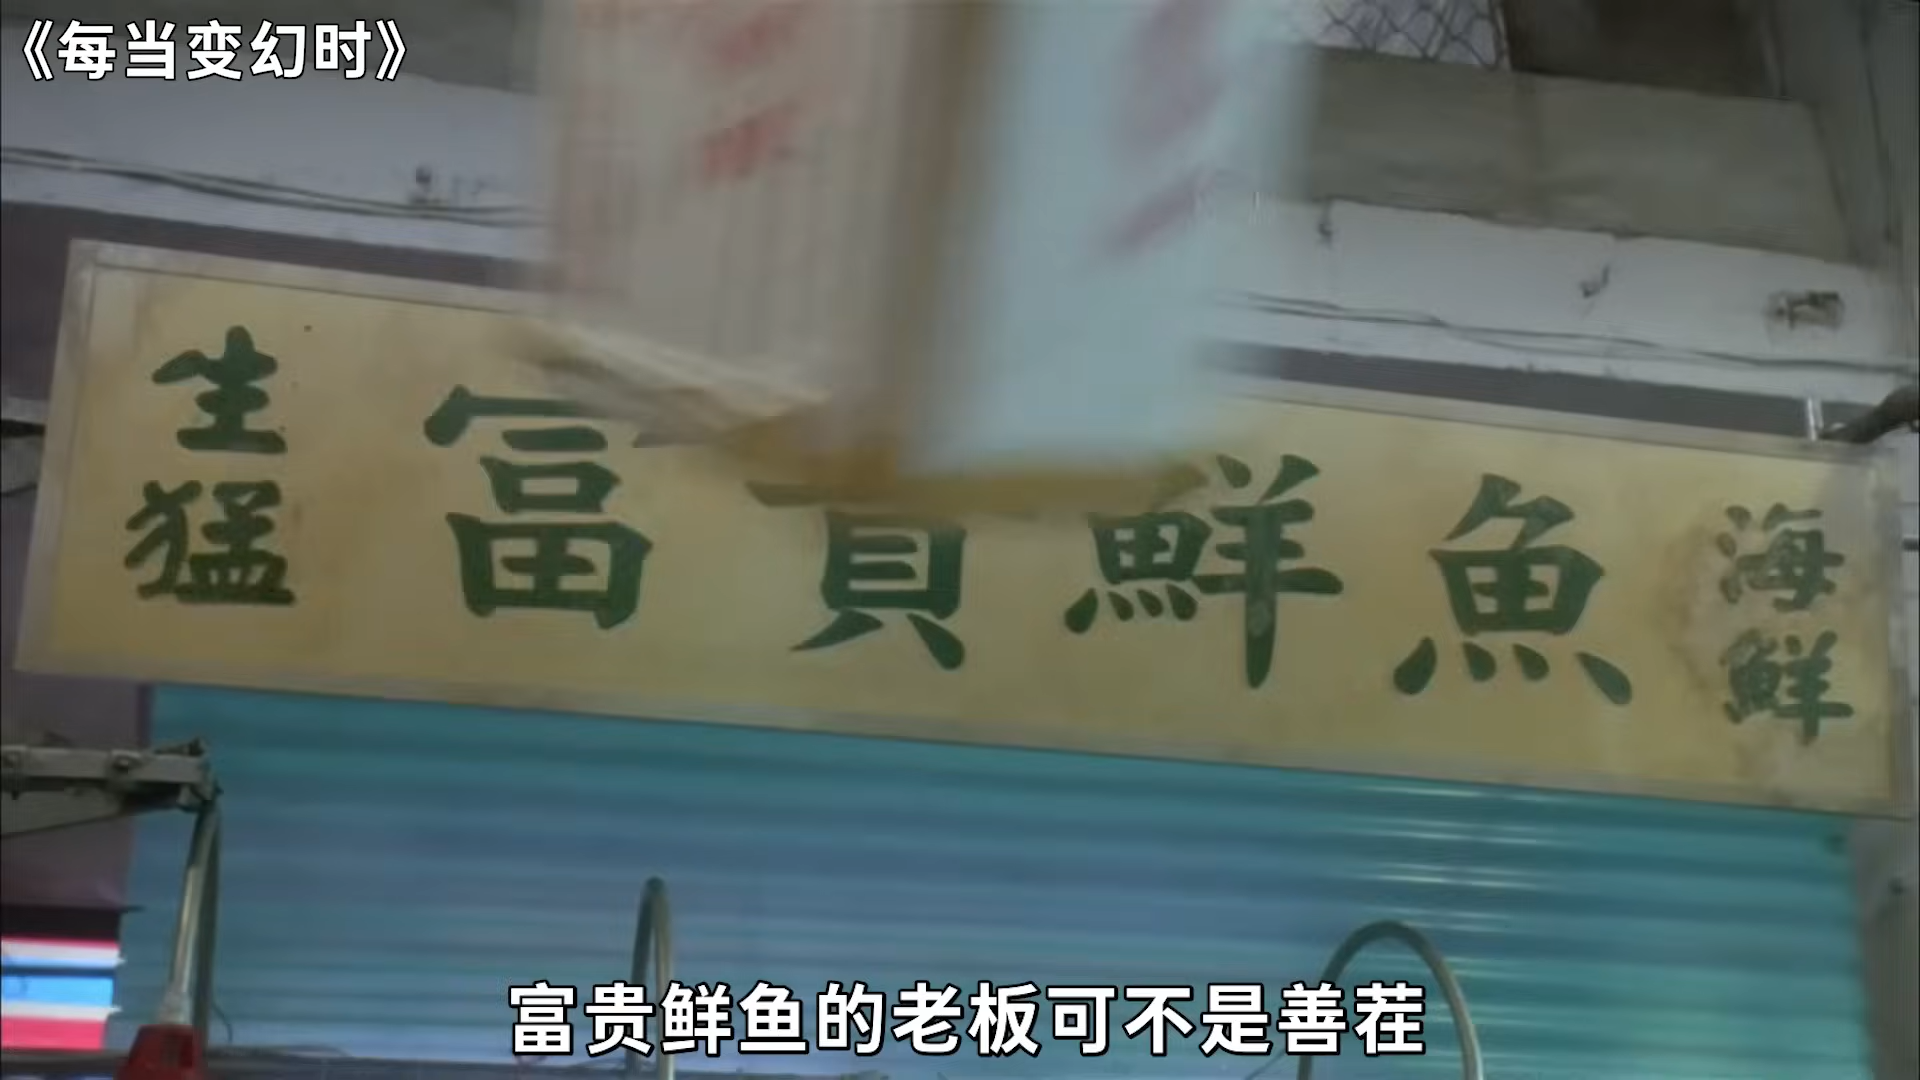 《每当变幻时》
生猛
富貴鮮魚
海鮮
富贵鲜鱼的老板可不是善茬